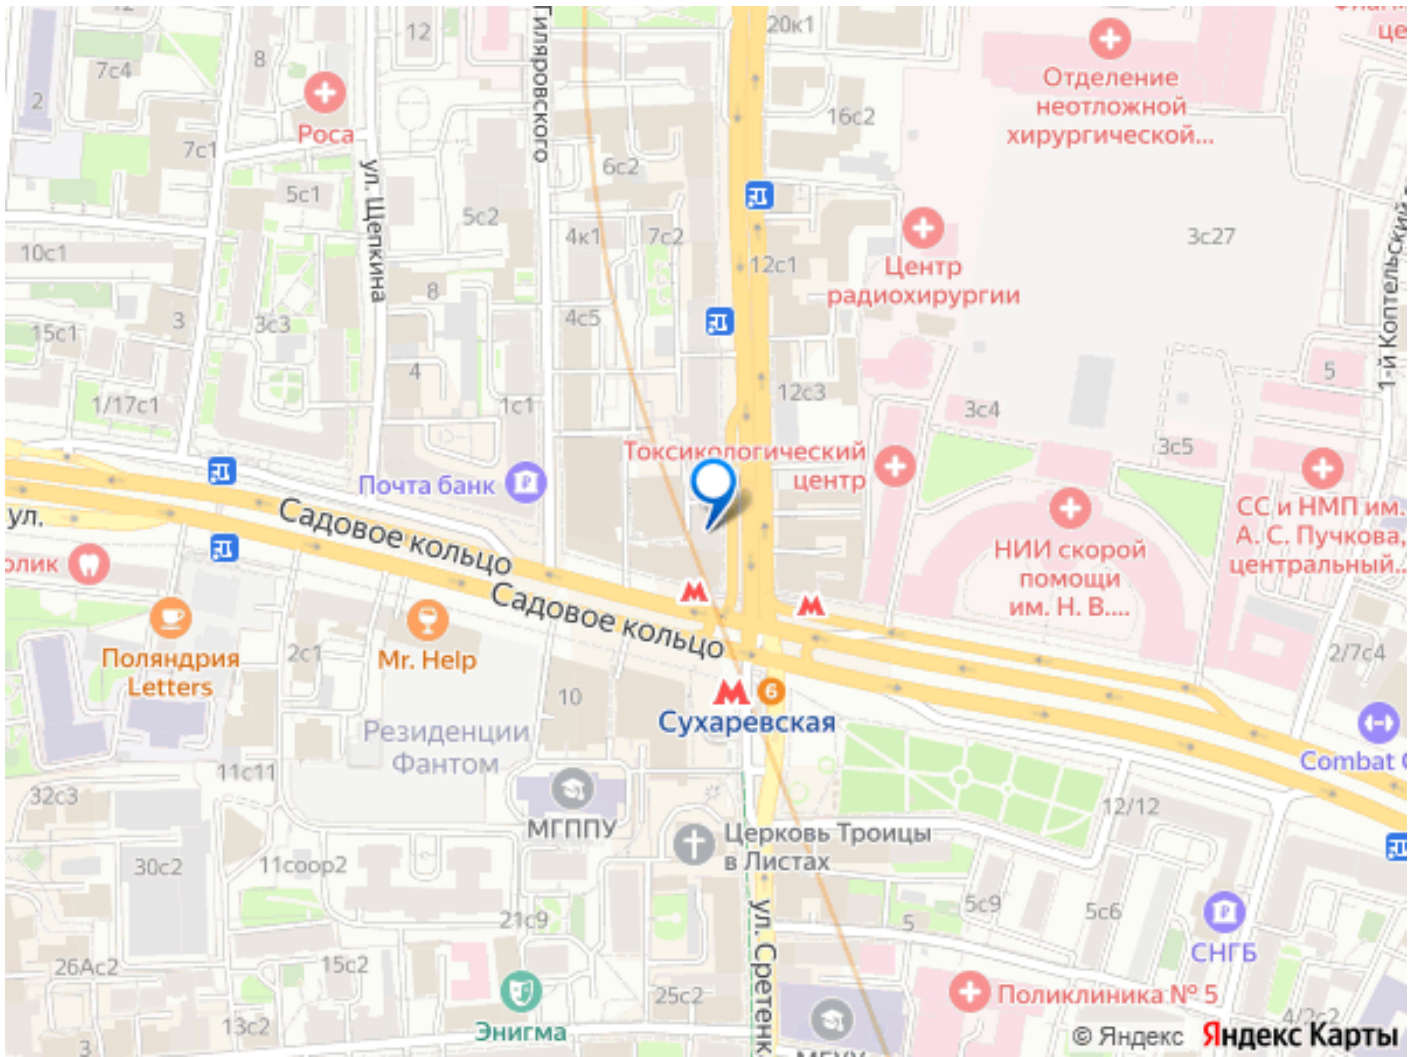 12
12
20к1
8
7с4
2
Роса
7с1
ул. Щепкина
Гиляровского
16с2
Отделение
неотложной
хирургической...
6с2
5с1
5с2
4к1
7с2
10с1
12с1
Центр
радиохирургии
3с27
1-й Коптельский
8
3
3с3
15с1
4с5
4
5
1/17с1
1с1
12с3
3с4
3с5
Токсикологический
центр
Почта банк
Садовое кольцо
Садовое кольцо
ул.
НИИ скорой
помощи
им. Н. В....
СС и НМП им.
А. С. Пучкова,
центральный...
олик
Поляндрия
Letters
2с1
Mr. Help
2/7с4
10
6
Сухаревская
Резиденции
Фантом
Combat
11с11
32с3
МГППУ
12/12
Церковь Троицы
в Листах
30с2
11соор2
21с9
5
5с9
5с6
СНГБ
ул. Сретенка
26Ас2
15с2
25с2
Поликлиника № 5
Энигма
13с2
3
4/2с2
© Яндекс Яндекс Карты